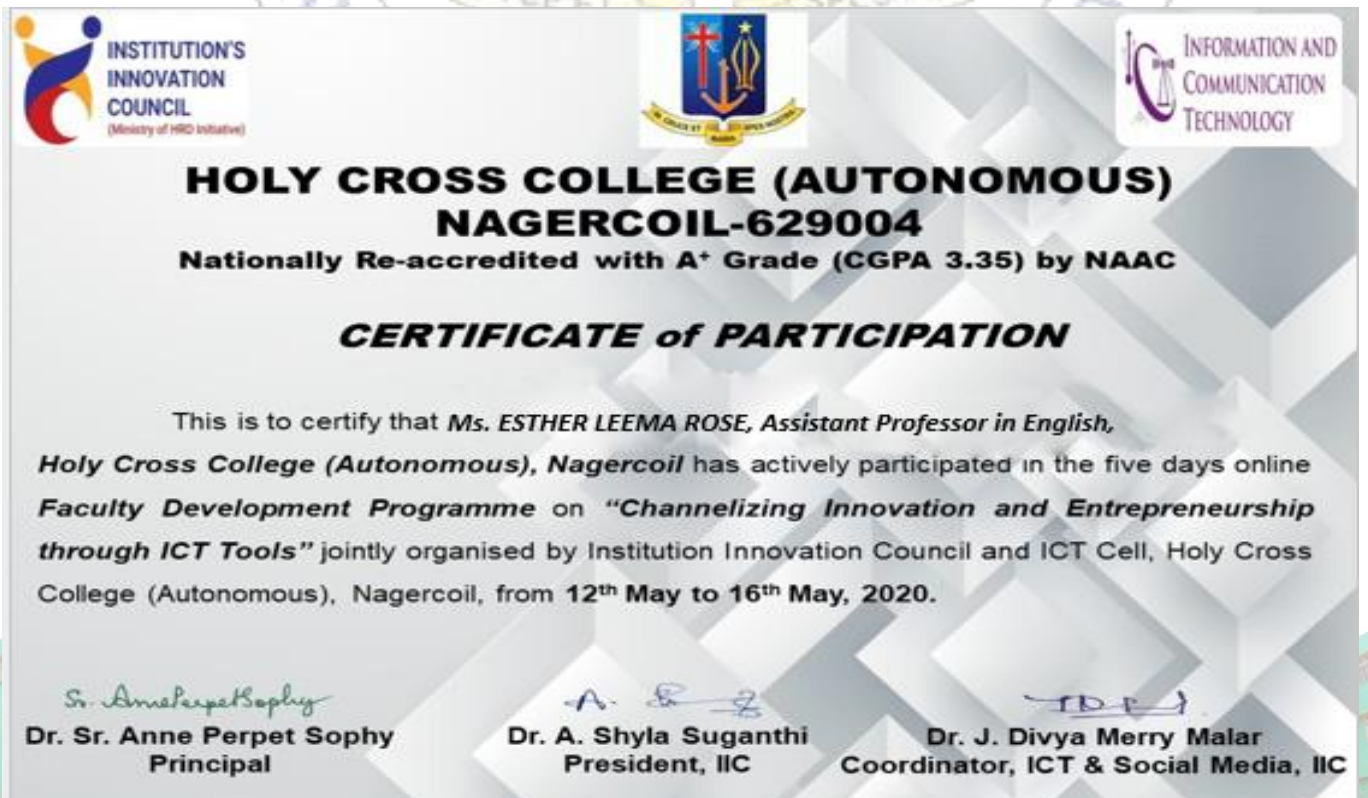 INSTITUTION'S
INNOVATION
COUNCIL
(Ministry of HRD Initiative)
INFORMATION AND
COMMUNICATION
TECHNOLOGY
HOLY CROSS COLLEGE (AUTONOMOUS)
NAGERCOIL-629004
Nationally Re-accredited with A⁺ Grade (CGPA 3.35) by NAAC
CERTIFICATE of PARTICIPATION
This is to certify that Ms. ESTHER LEEMA ROSE, Assistant Professor in English,
Holy Cross College (Autonomous), Nagercoil has actively participated in the five days online
Faculty Development Programme on “Channelizing Innovation and Entrepreneurship
through ICT Tools” jointly organised by Institution Innovation Council and ICT Cell, Holy Cross
College (Autonomous), Nagercoil, from 12ᵗʰ May to 16ᵗʰ May, 2020.
Sr. AnnePerpetSophy
Dr. Sr. Anne Perpet Sophy
Principal
Dr. A. Shyla Suganthi
President, IIC
Dr. J. Divya Merry Malar
Coordinator, ICT & Social Media, IIC